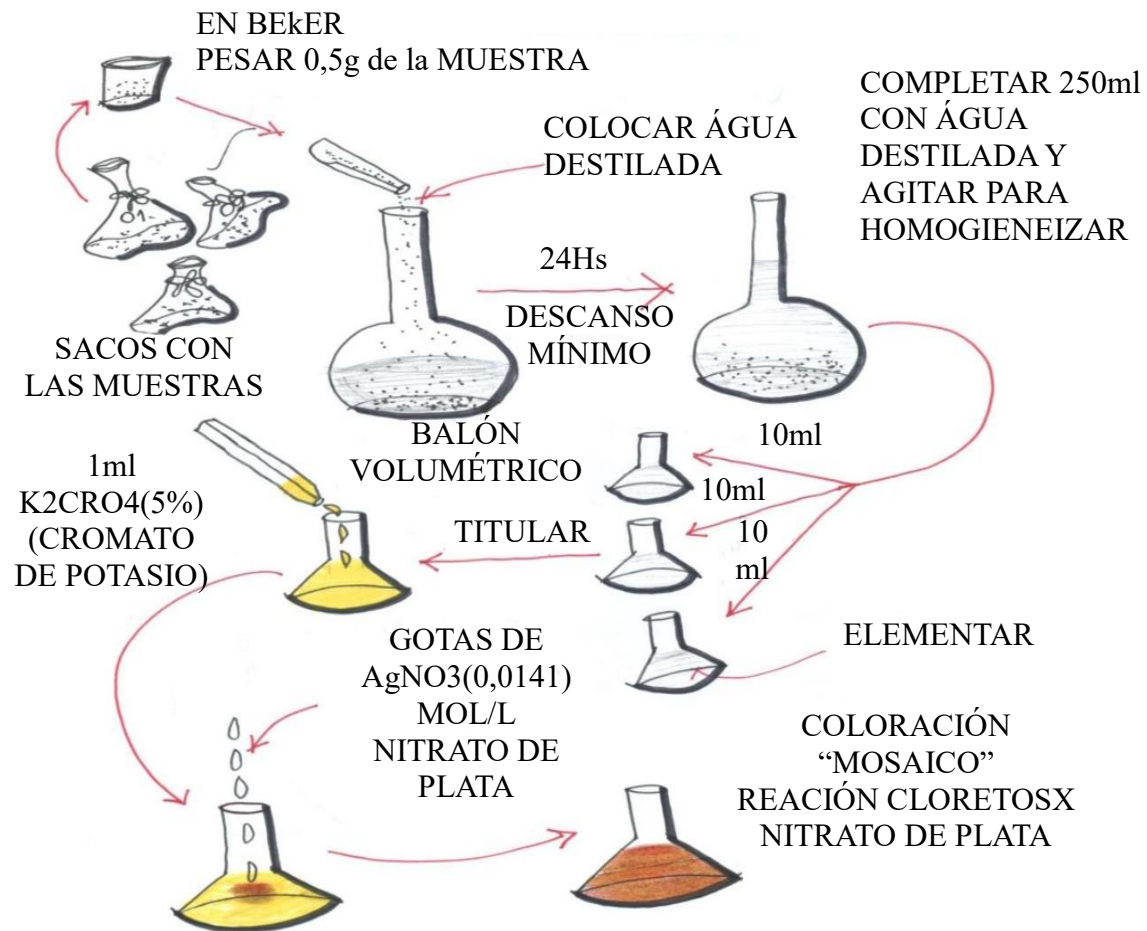 EN BEkER
PESAR 0,5g de la MUESTRA
COLOCAR ÁGUA
DESTILADA
COMPLETAR 250ml
CON ÁGUA
DESTILADA Y
AGITAR PARA
HOMOGIENEIZAR
24Hs
DESCANSO
MÍNIMO
SACOS CON
LAS MUESTRAS
BALÓN
VOLUMÉTRICO
10ml
10ml
10
ml
1ml
K2CRO4(5%)
(CROMATO
DE POTASIO)
TITULAR
ELEMENTAR
GOTAS DE
AgNO3(0,0141)
MOL/L
NITRATO DE
PLATA
COLORACIÓN
“MOSAICO”
REACIÓN CLORETOSX
NITRATO DE PLATA